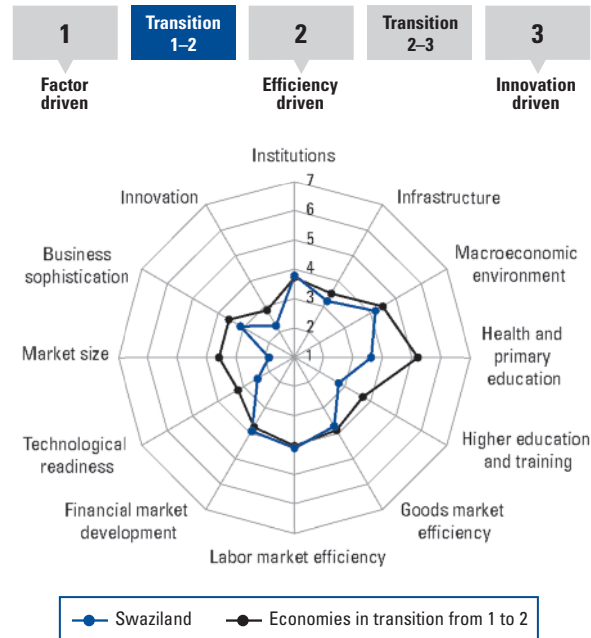 1
Transition
1–2
2
Transition
2–3
3
Factor
driven
Efficiency
driven
Innovation
driven
Institutions
Innovation
Infrastructure
Business
sophistication
Macroeconomic
environment
Market size
Health and
primary
education
Technological
readiness
Higher education
and training
Financial market
development
Goods market
efficiency
Labor market efficiency
7
6
5
4
3
2
1
Swaziland
Economies in transition from 1 to 2